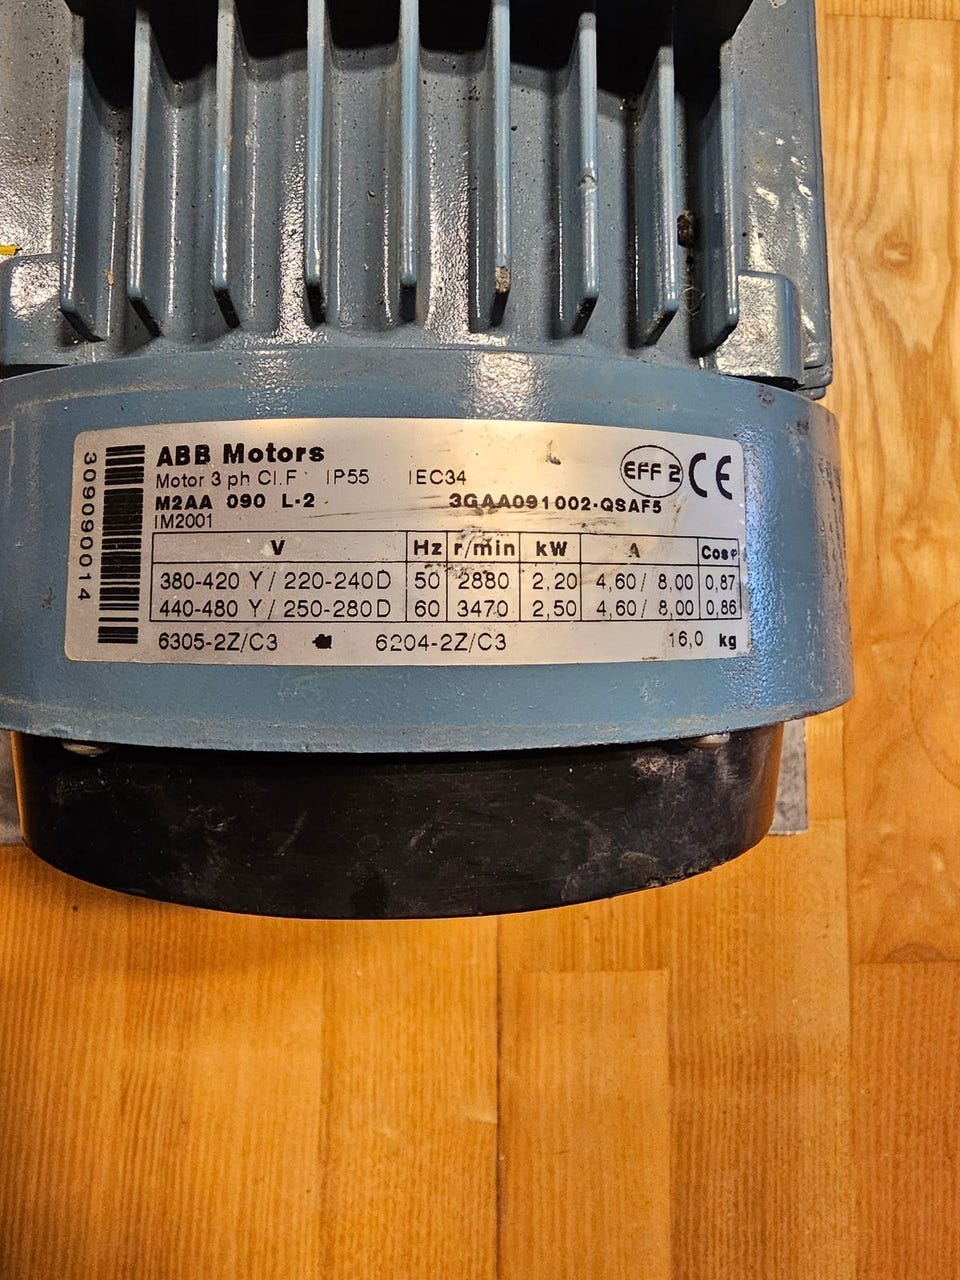 ABB Motors
Motor 3 ph Cl.F IP55 IEC34
EFF 2 CE
M2AA 090 L-2 3GAA091002-QSAF5
IM2001
V Hz r/min kW A Cosφ
380-420 Y / 220-240D 50 2880 2,20 4,60 / 8,00 0,87
440-480 Y / 250-280D 60 3470 2,50 4,60 / 8,00 0,86
6305-2Z/C3 6204-2Z/C3 16,0 kg
309090014